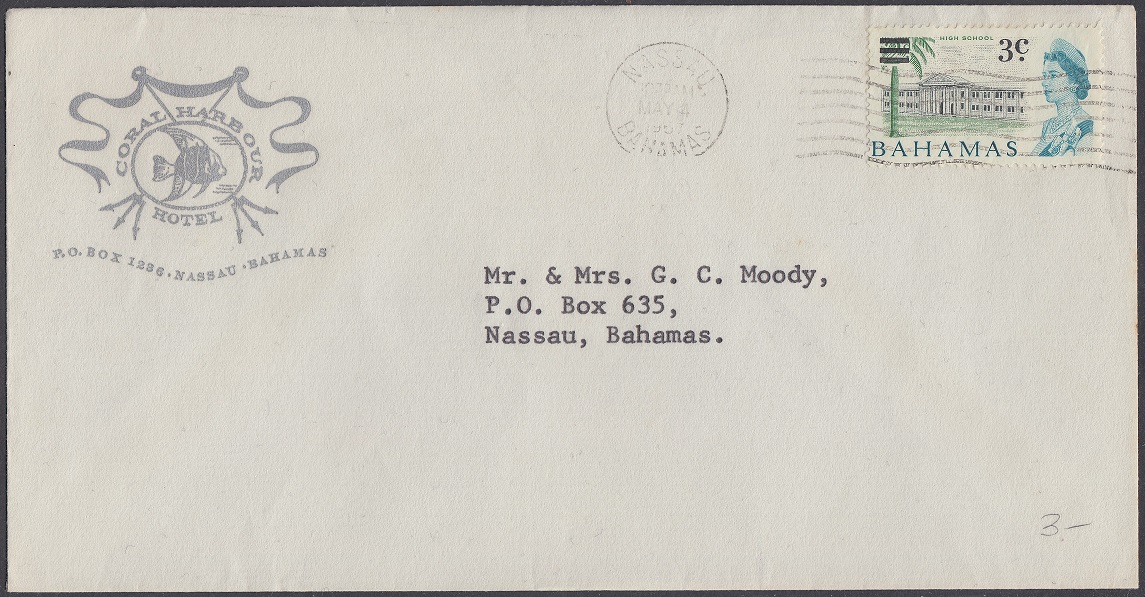 CORAL HARBOUR
HOTEL
P.O. BOX 1236 · NASSAU · BAHAMAS
NASSAU
MAY 4
1967
BAHAMAS
HIGH SCHOOL
3c
BAHAMAS
Mr. & Mrs. G. C. Moody,
P.O. Box 635,
Nassau, Bahamas.
3.–